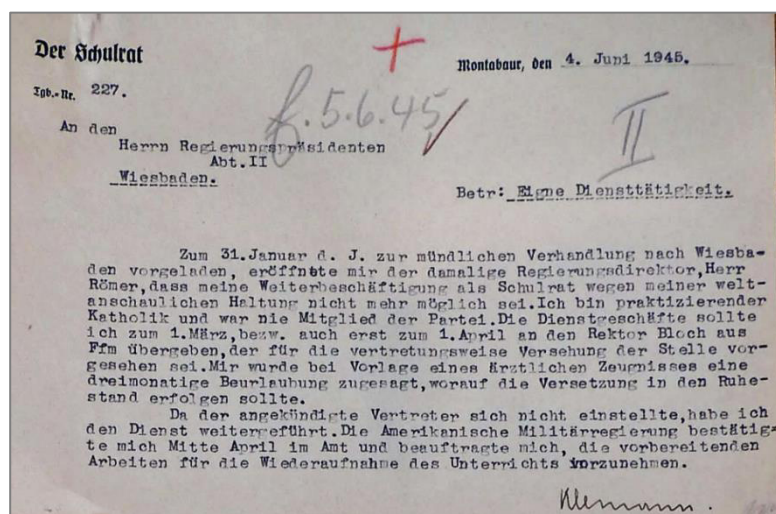 Der Schulrat
Montabaur, den 4. Juni 1945.
Tgb.-Nr. 227.
f. 5.6.45
II
An den
Herrn Regierungspräsidenten
Abt.II
Wiesbaden.
Betr: Eigne Diensttätigkeit.
Zum 31.Januar d. J. zur mündlichen Verhandlung nach Wiesba-
den vorgeladen, eröffnete mir der damalige Regierungsdirektor,Herr
Römer,dass meine Weiterbeschäftigung als Schulrat wegen meiner welt-
anschaulichen Haltung nicht mehr möglich sei.Ich bin praktizierender
Katholik und war nie Mitglied der Partei.Die Dienstgeschäfte sollte
ich zum 1.März,bezw. auch erst zum 1.April an den Rektor Bloch aus
Ffm übergeben,der für die vertretungsweise Versehung der Stelle vor-
gesehen sei.Mir wurde bei Vorlage eines Ärztlichen Zeugnisses eine
dreimonatige Beurlaubung zugesagt,worauf die Versetzung in den Ruhe-
stand erfolgen sollte.
Da der angekündigte Vertreter sich nicht einstellte,habe ich
den Dienst weitergeführt.Die Amerikanische Militärregierung bestätig-
te mich Mitte April im Amt und beauftragte mich, die vorbereitenden
Arbeiten für die Wiederaufnahme des Unterrichts vorzunehmen.
Klemann.